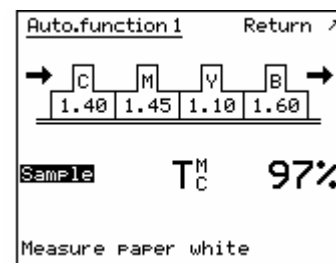 Auto.function 1 Return ↗
C M Y B
1.40 1.45 1.10 1.60
Sample T M C 97%
Measure paper white